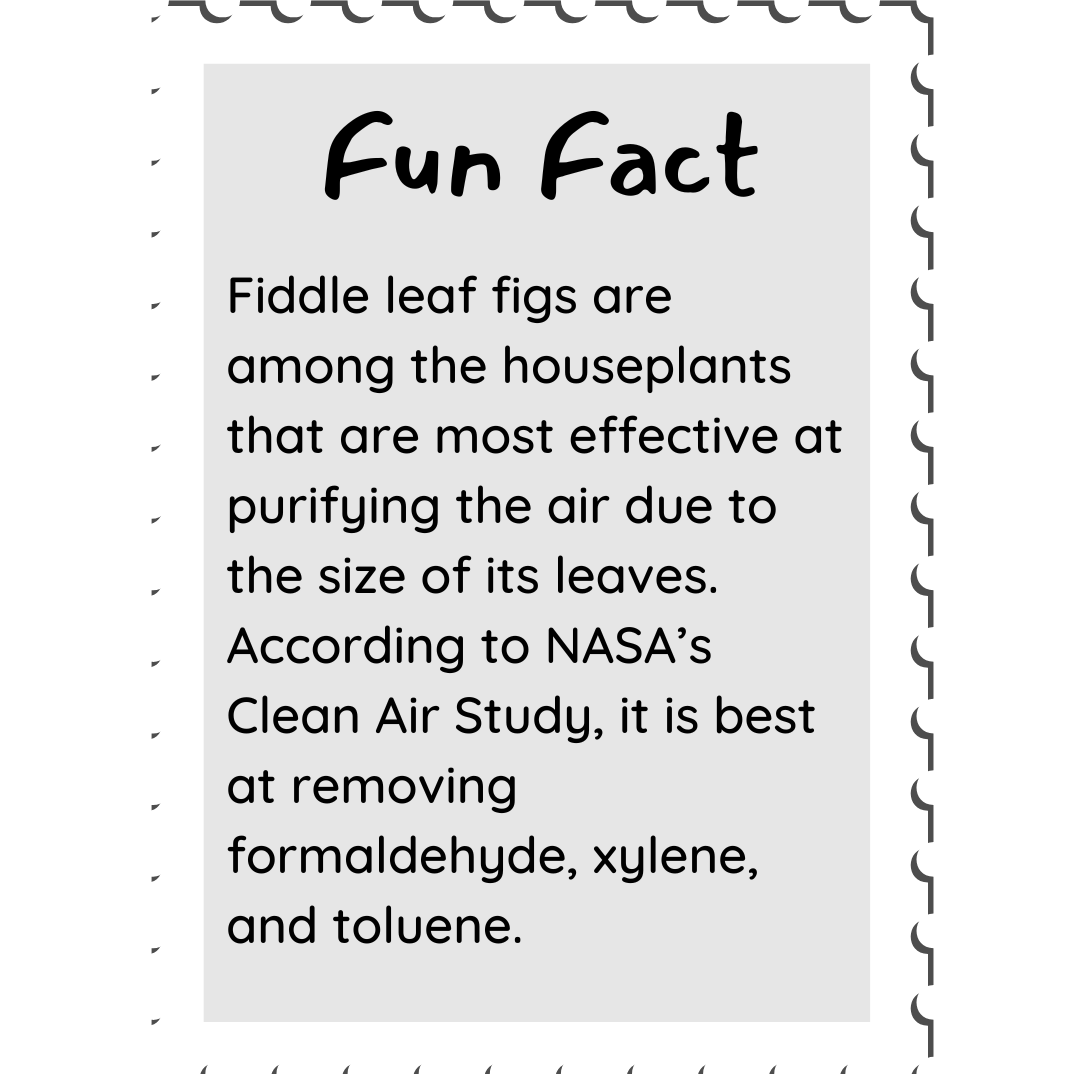 Fun Fact
Fiddle leaf figs are
among the houseplants
that are most effective at
purifying the air due to
the size of its leaves.
According to NASA’s
Clean Air Study, it is best
at removing
formaldehyde, xylene,
and toluene.